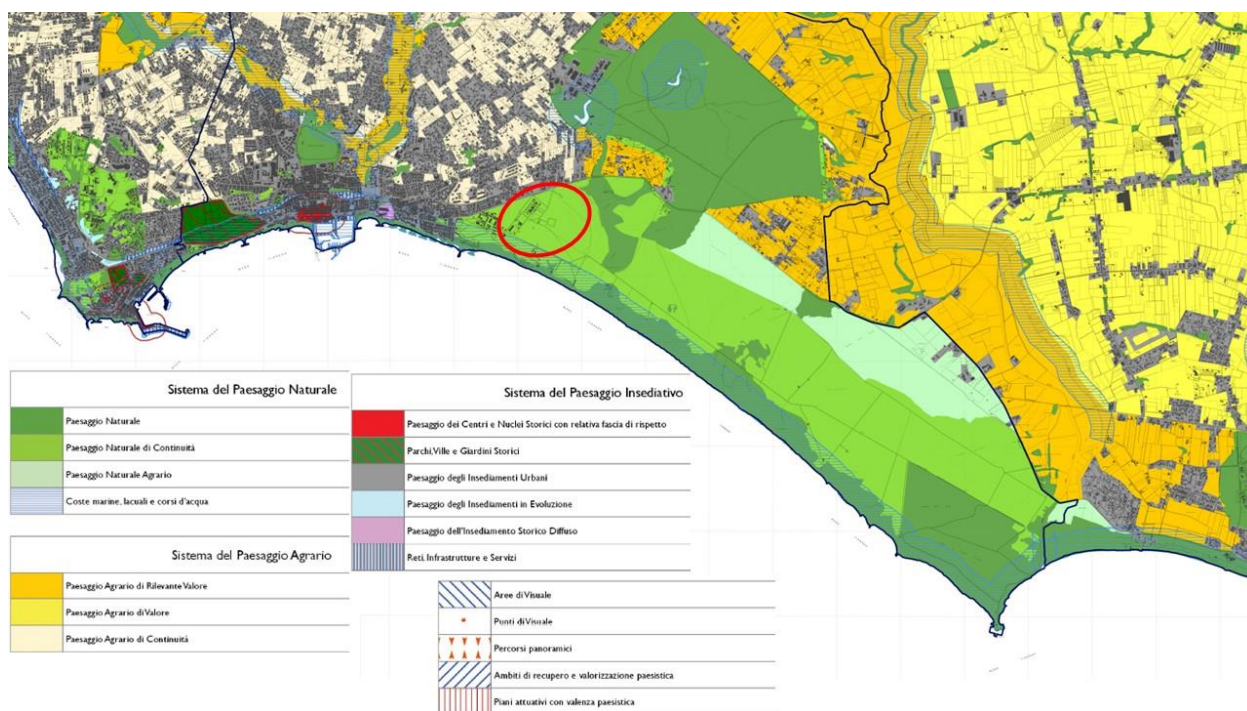 Sistema del Paesaggio Naturale
Paesaggio Naturale
Paesaggio Naturale di Continuità
Paesaggio Naturale Agrario
Coste marine, lacuali e corsi d'acqua
Sistema del Paesaggio Agrario
Paesaggio Agrario di Rilevante Valore
Paesaggio Agrario di Valore
Paesaggio Agrario di Continuità
Sistema del Paesaggio Insediativo
Paesaggio dei Centri e Nuclei Storici con relativa fascia di rispetto
Parchi, Ville e Giardini Storici
Paesaggio degli Insediamenti Urbani
Paesaggio degli Insediamenti in Evoluzione
Paesaggio dell'Insediamento Storico Diffuso
Reti, Infrastrutture e Servizi
Aree di Visuale
Punti di Visuale
Percorsi panoramici
Ambiti di recupero e valorizzazione paesistica
Piani attuativi con valenza paesistica